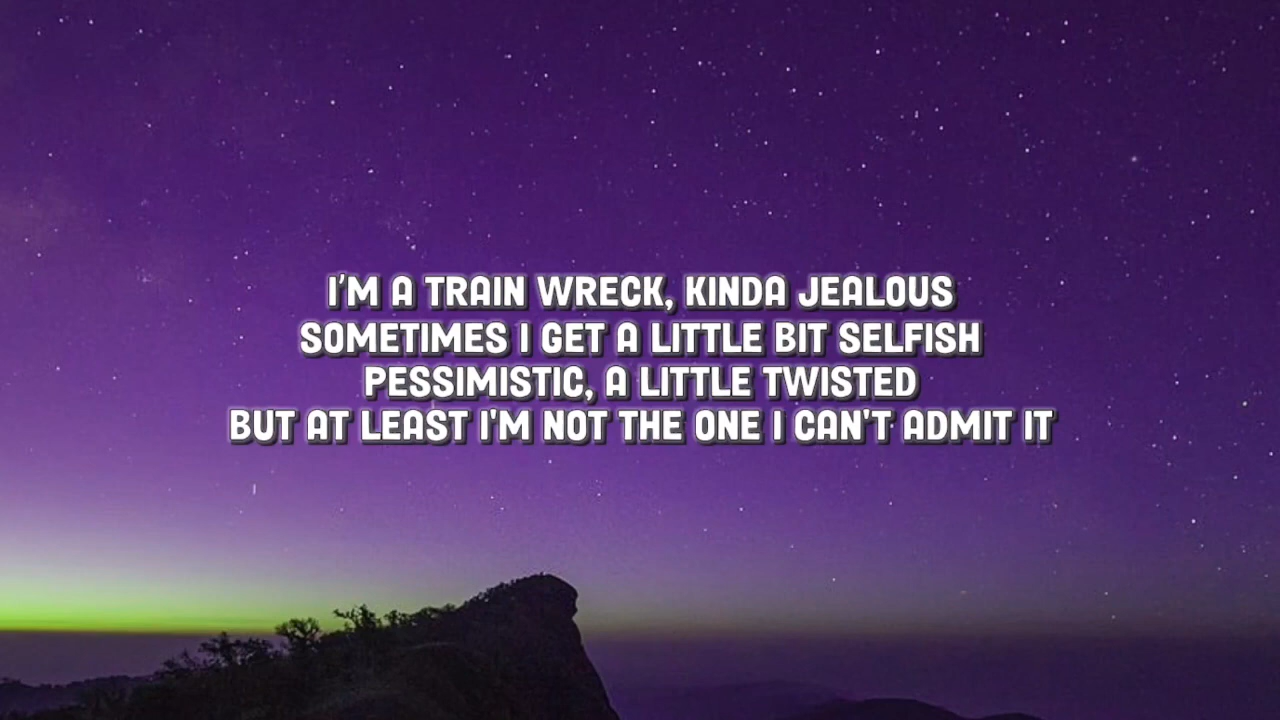 I'M A TRAIN WRECK, KINDA JEALOUS
SOMETIMES I GET A LITTLE BIT SELFISH
PESSIMISTIC, A LITTLE TWISTED
BUT AT LEAST I'M NOT THE ONE I CAN'T ADMIT IT